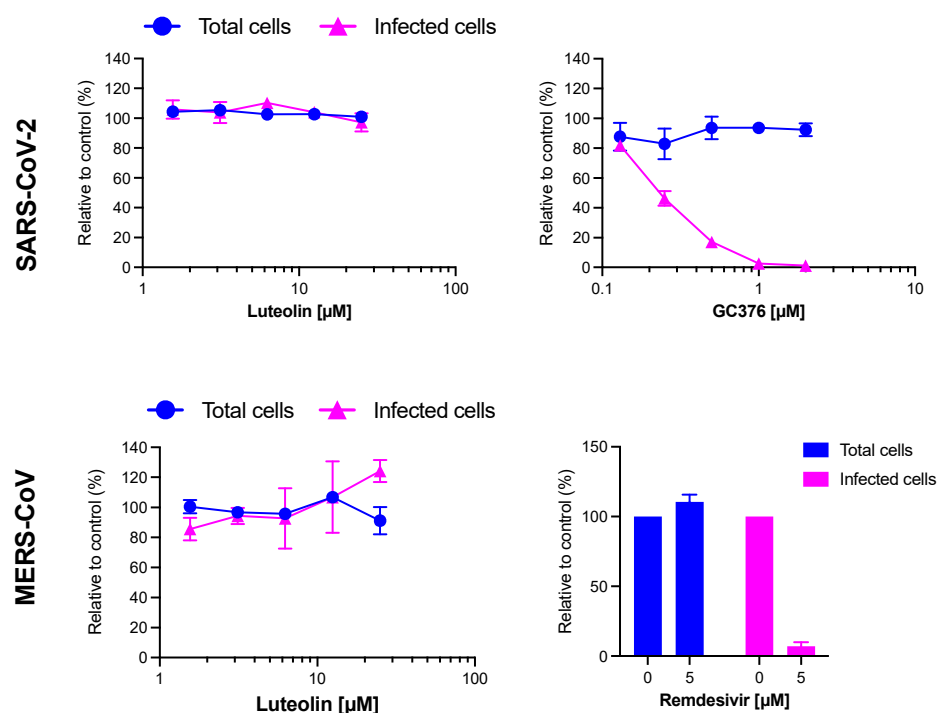 Total cells Infected cells
SARS-CoV-2
Relative to control (%)
140
120
100
80
60
40
20
0
1 10 100
Luteolin [µM]
Relative to control (%)
140
120
100
80
60
40
20
0
0.1 1 10
GC376 [µM]
Total cells Infected cells
MERS-CoV
Relative to control (%)
140
120
100
80
60
40
20
0
1 10 100
Luteolin [µM]
Relative to control (%)
150
100
50
0
0 5 0 5
Remdesivir [µM]
Total cells
Infected cells